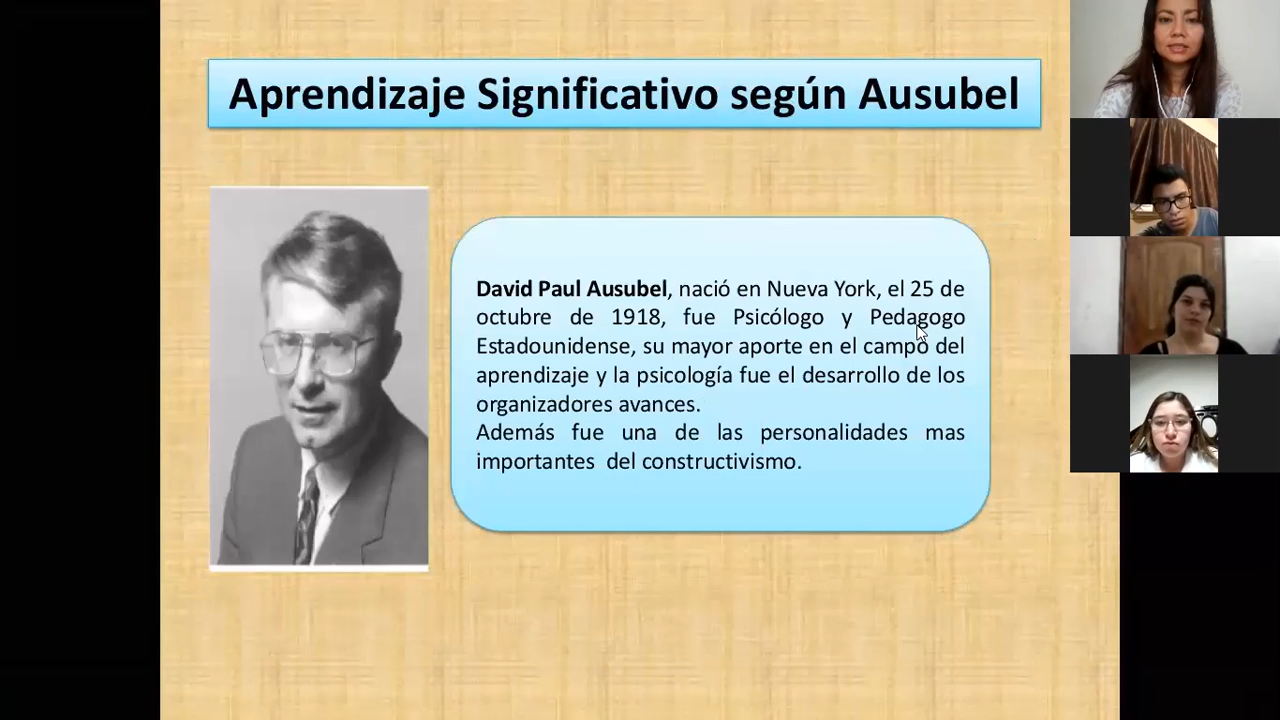 Aprendizaje Significativo según Ausubel
David Paul Ausubel, nació en Nueva York, el 25 de
octubre de 1918, fue Psicólogo y Pedagogo
Estadounidense, su mayor aporte en el campo del
aprendizaje y la psicología fue el desarrollo de los
organizadores avances.
Además fue una de las personalidades mas
importantes del constructivismo.